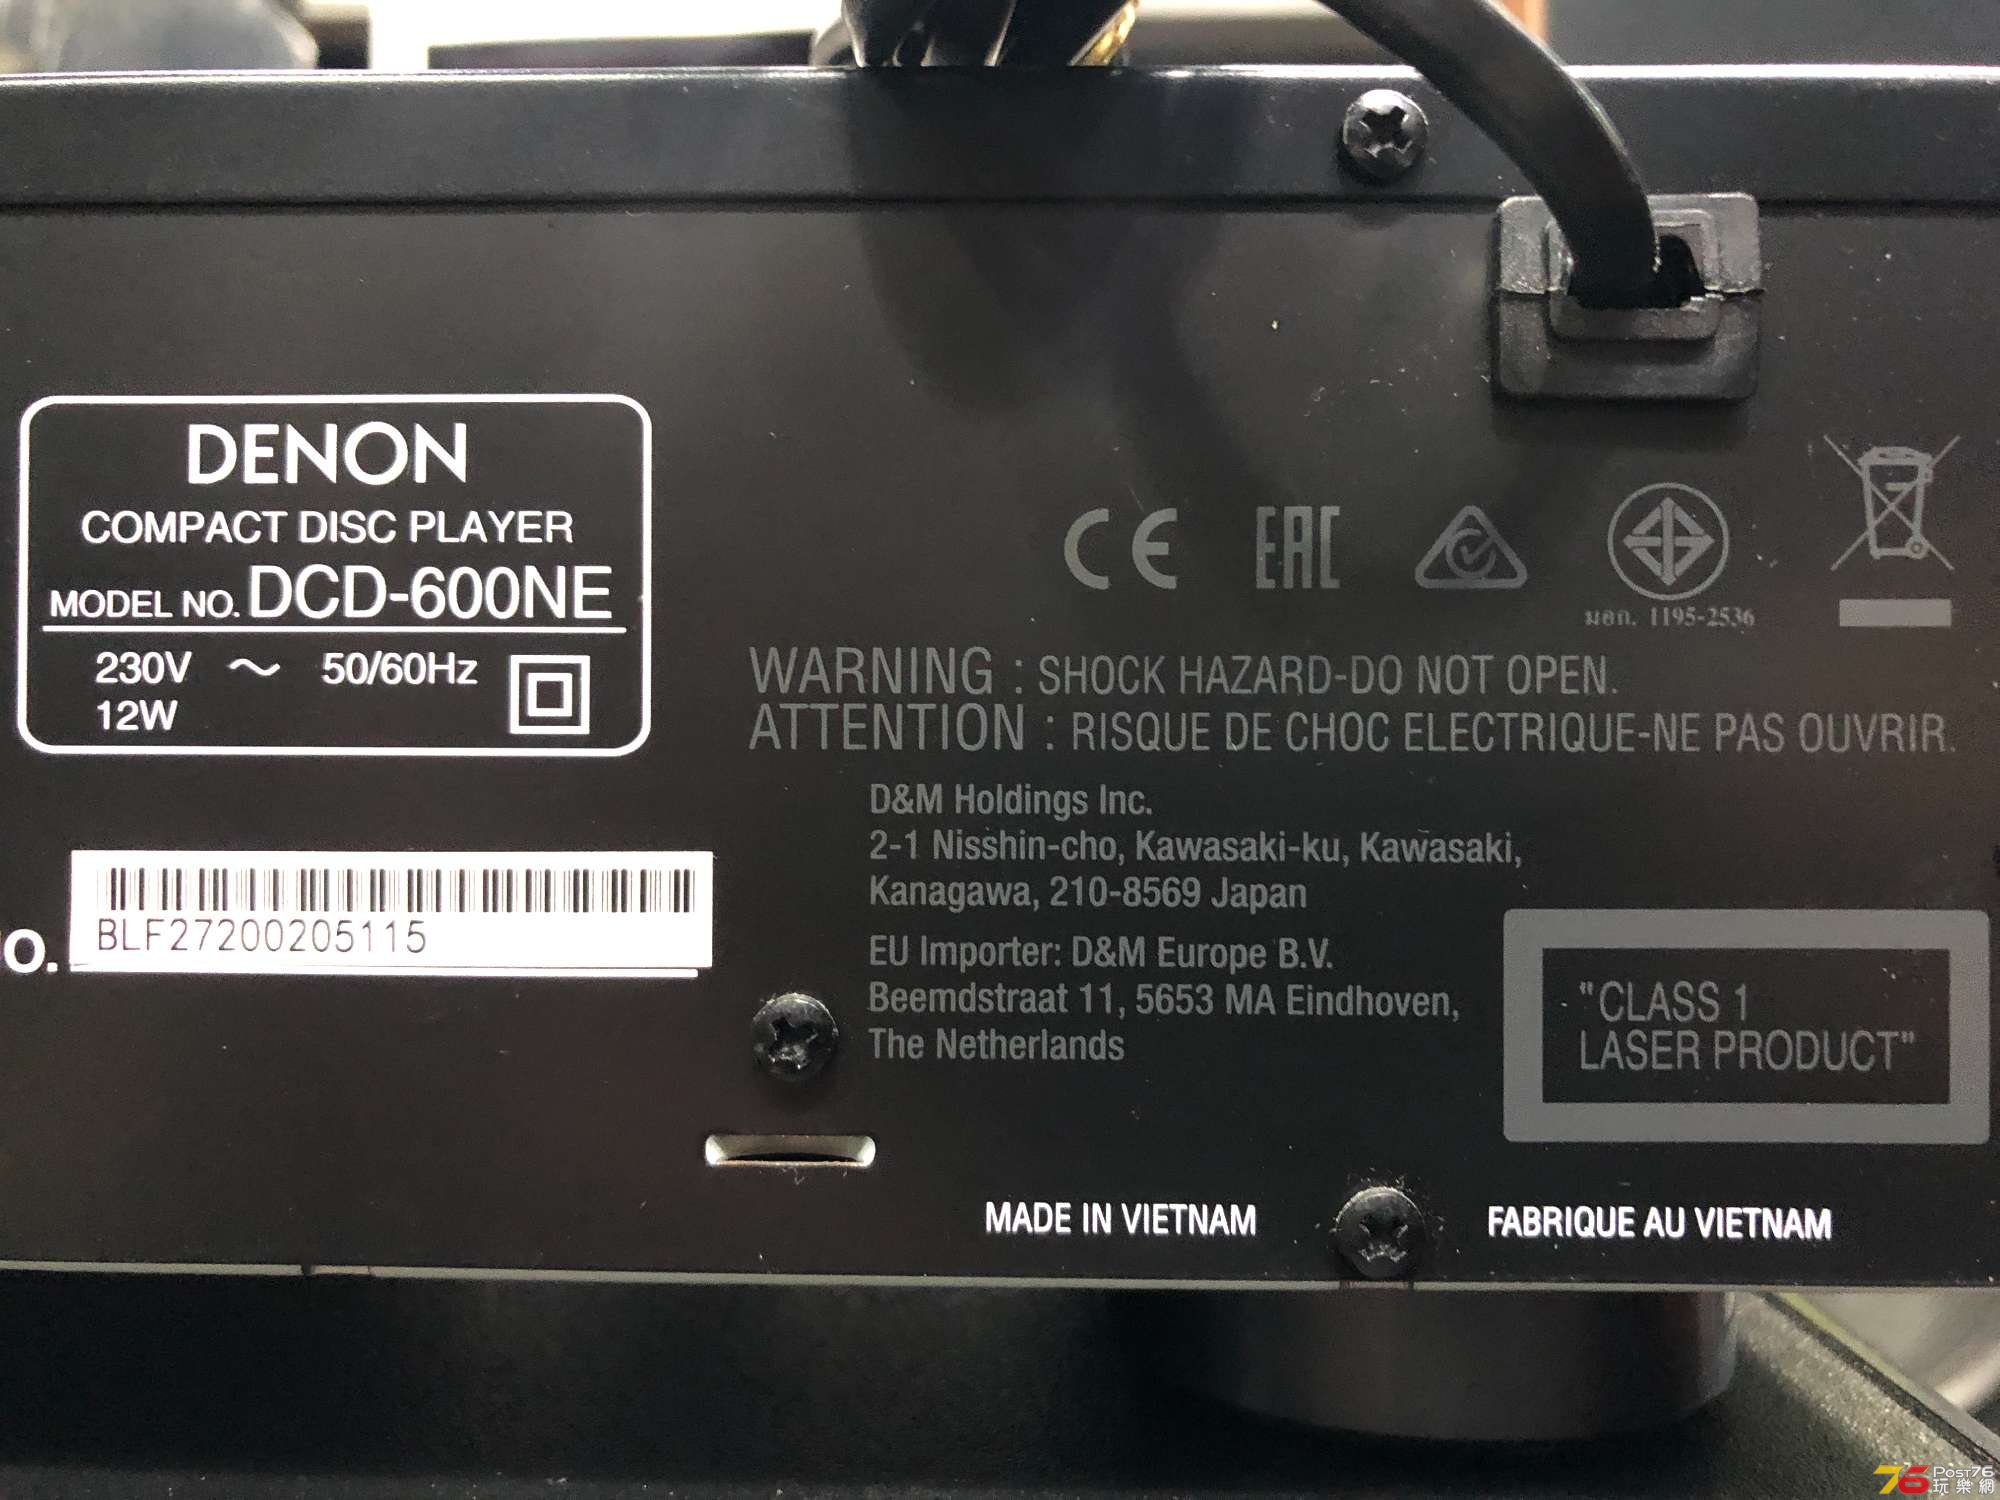 DENON
COMPACT DISC PLAYER
MODEL NO. DCD-600NE
230V ~ 50/60Hz
12W
CE EAC
มอก. 1195-2536
WARNING : SHOCK HAZARD-DO NOT OPEN.
ATTENTION : RISQUE DE CHOC ELECTRIQUE-NE PAS OUVRIR.
D&M Holdings Inc.
2-1 Nisshin-cho, Kawasaki-ku, Kawasaki,
Kanagawa, 210-8569 Japan
EU Importer: D&M Europe B.V.
Beemdstraat 11, 5653 MA Eindhoven,
The Netherlands
O. BLF27200205115
"CLASS 1
LASER PRODUCT"
MADE IN VIETNAM
FABRIQUE AU VIETNAM
76 Post76
玩樂網